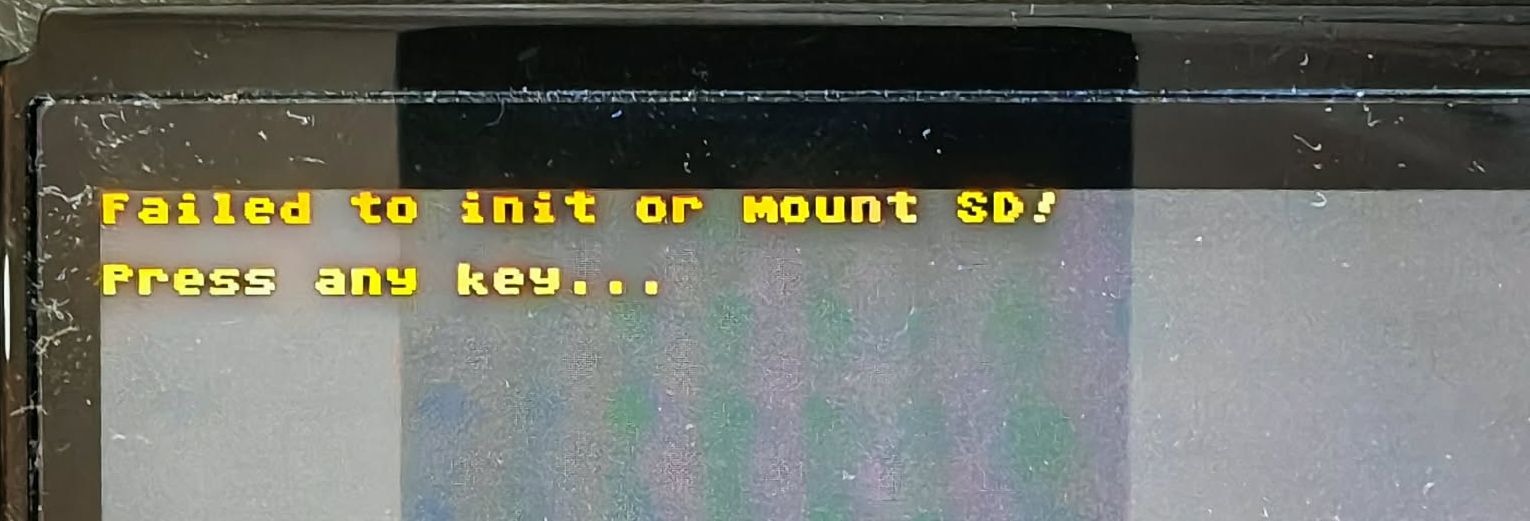 Failed to init or mount SD!
Press any key...